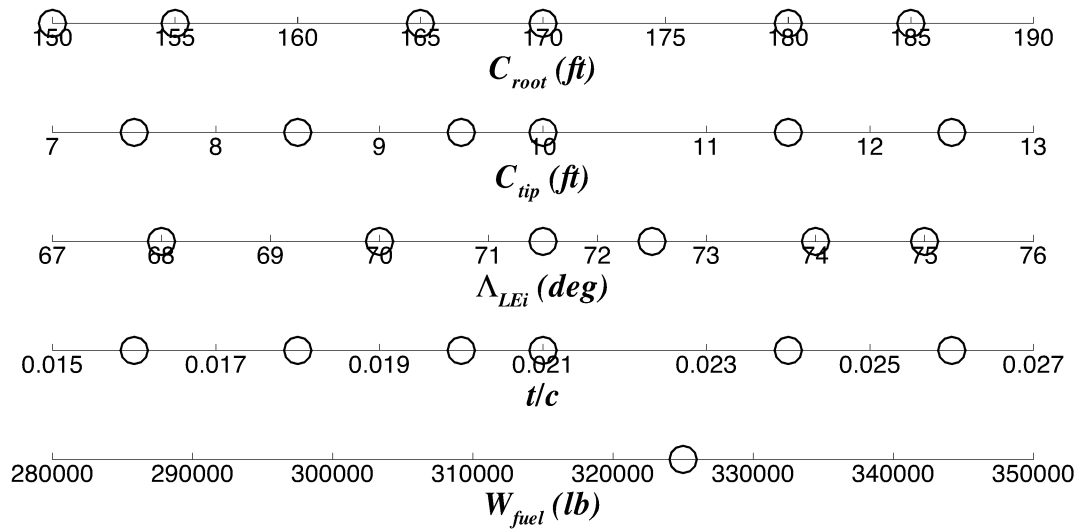 150 155 160 165 170 175 180 185 190
C_root (ft)
7 8 9 10 11 12 13
C_tip (ft)
67 68 69 70 71 72 73 74 75 76
Λ_LEi (deg)
0.015 0.017 0.019 0.021 0.023 0.025 0.027
t/c
280000 290000 300000 310000 320000 330000 340000 350000
W_fuel (lb)